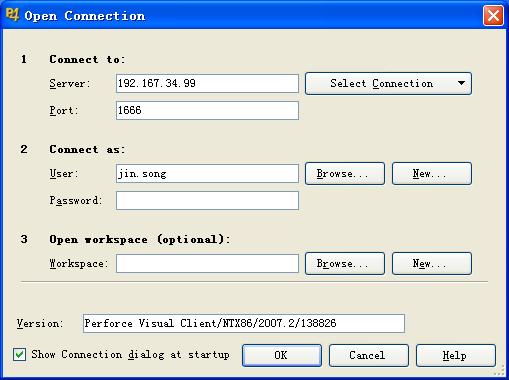 P4 Open Connection
1 Connect to:
Server: 192.167.34.99 Select Connection
Port: 1666
2 Connect as:
User: jin.song Browse... New...
Password:
3 Open workspace (optional):
Workspace: Browse... New...
Version: Perforce Visual Client/NTX86/2007.2/138826
Show Connection dialog at startup OK Cancel Help